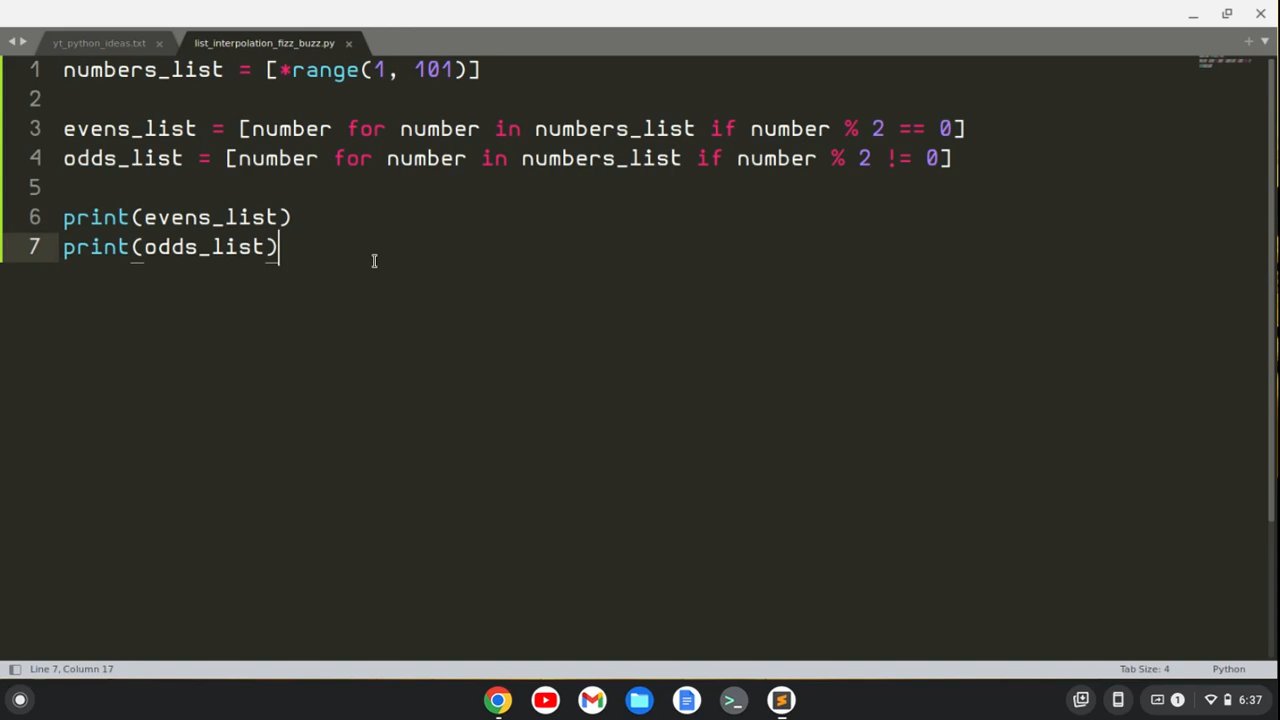 yt_python_ideas.txt × list_interpolation_fizz_buzz.py ×
1 numbers_list = [*range(1, 101)]
2
3 evens_list = [number for number in numbers_list if number % 2 == 0]
4 odds_list = [number for number in numbers_list if number % 2 != 0]
5
6 print(evens_list)
7 print(odds_list)
Line 7, Column 17 Tab Size: 4 Python
1 6:37